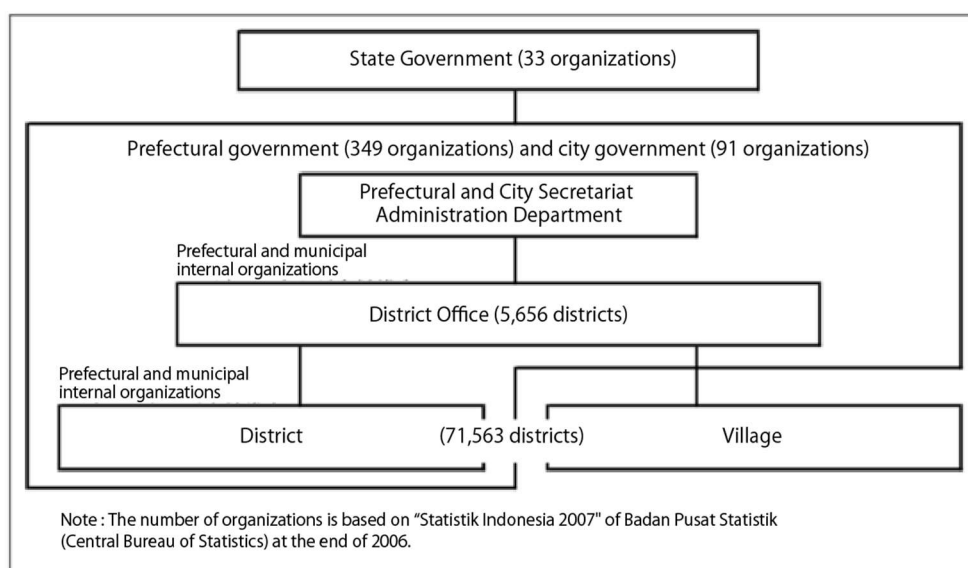 State Government (33 organizations)
Prefectural government (349 organizations) and city government (91 organizations)
Prefectural and City Secretariat
Administration Department
Prefectural and municipal
internal organizations
District Office (5,656 districts)
Prefectural and municipal
internal organizations
District (71,563 districts) Village
Note : The number of organizations is based on “Statistik Indonesia 2007" of Badan Pusat Statistik
(Central Bureau of Statistics) at the end of 2006.